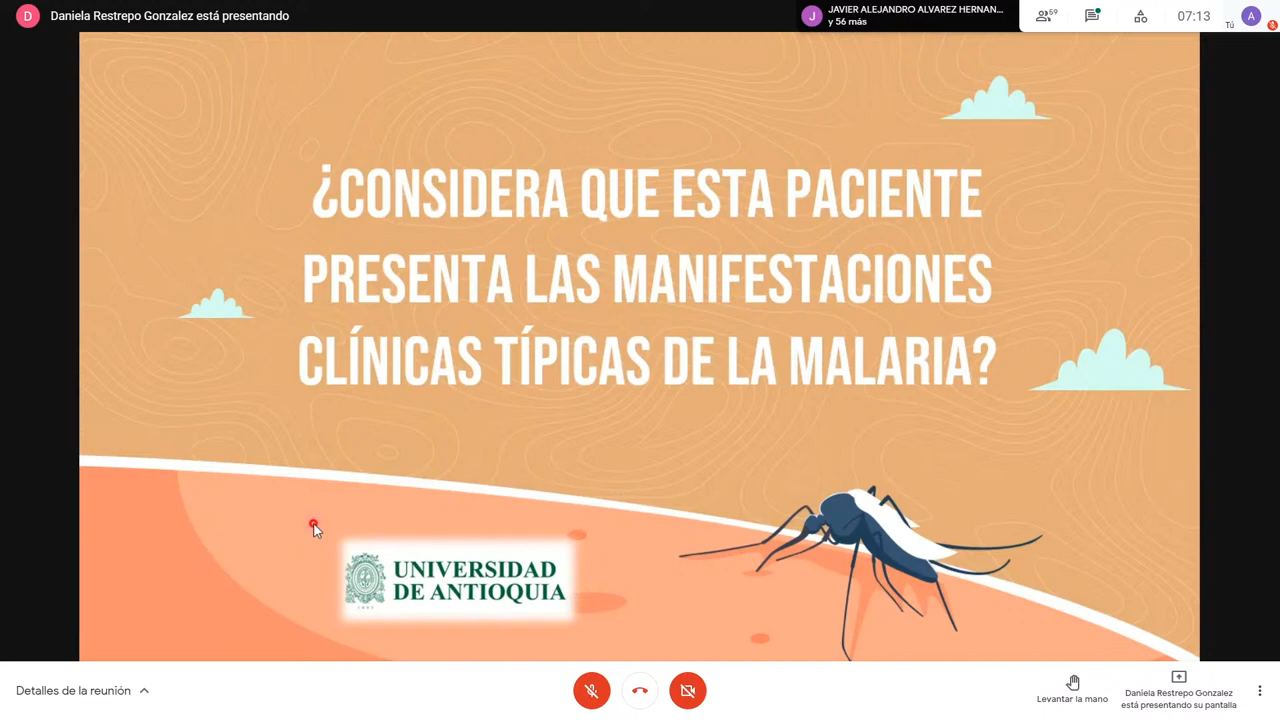 D
Daniela Restrepo Gonzalez está presentando
J
JAVIER ALEJANDRO ALVAREZ HERNAN...
y 56 más
59
07:13
Tú
A
¿CONSIDERA QUE ESTA PACIENTE
PRESENTA LAS MANIFESTACIONES
CLÍNICAS TÍPICAS DE LA MALARIA?
UNIVERSIDAD
DE ANTIOQUIA
Detalles de la reunión
Levantar la mano
Daniela Restrepo Gonzalez
está presentando su pantalla